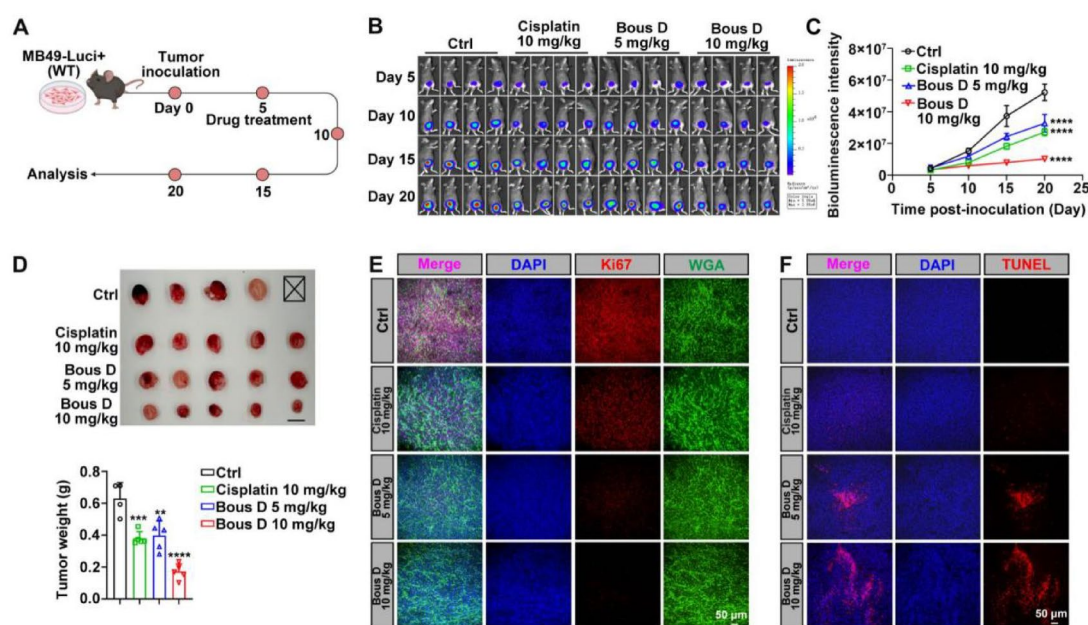 A
MB49-Luci+
(WT)
Tumor
inoculation
Day 0
5
Drug treatment
10
Analysis
20
15
B
Ctrl
Cisplatin
10 mg/kg
Bous D
5 mg/kg
Bous D
10 mg/kg
Day 5
Day 10
Day 15
Day 20
C
Bioluminescence intensity
8×10⁷
6×10⁷
4×10⁷
2×10⁷
0
0 5 10 15 20 25
Time post-inoculation (Day)
Ctrl
Cisplatin 10 mg/kg
Bous D 5 mg/kg
Bous D
10 mg/kg
****
****
****
D
Ctrl
Cisplatin
10 mg/kg
Bous D
5 mg/kg
Bous D
10 mg/kg
Tumor weight (g)
0.8
0.6
0.4
0.2
0.0
***
**
****
Ctrl
Cisplatin 10 mg/kg
Bous D 5 mg/kg
Bous D 10 mg/kg
E
Merge
DAPI
Ki67
WGA
Ctrl
Cisplatin
10 mg/kg
Bous D
5 mg/kg
Bous D
10 mg/kg
50 μm
F
Merge
DAPI
TUNEL
Ctrl
Cisplatin
10 mg/kg
Bous D
5 mg/kg
Bous D
10 mg/kg
50 μm